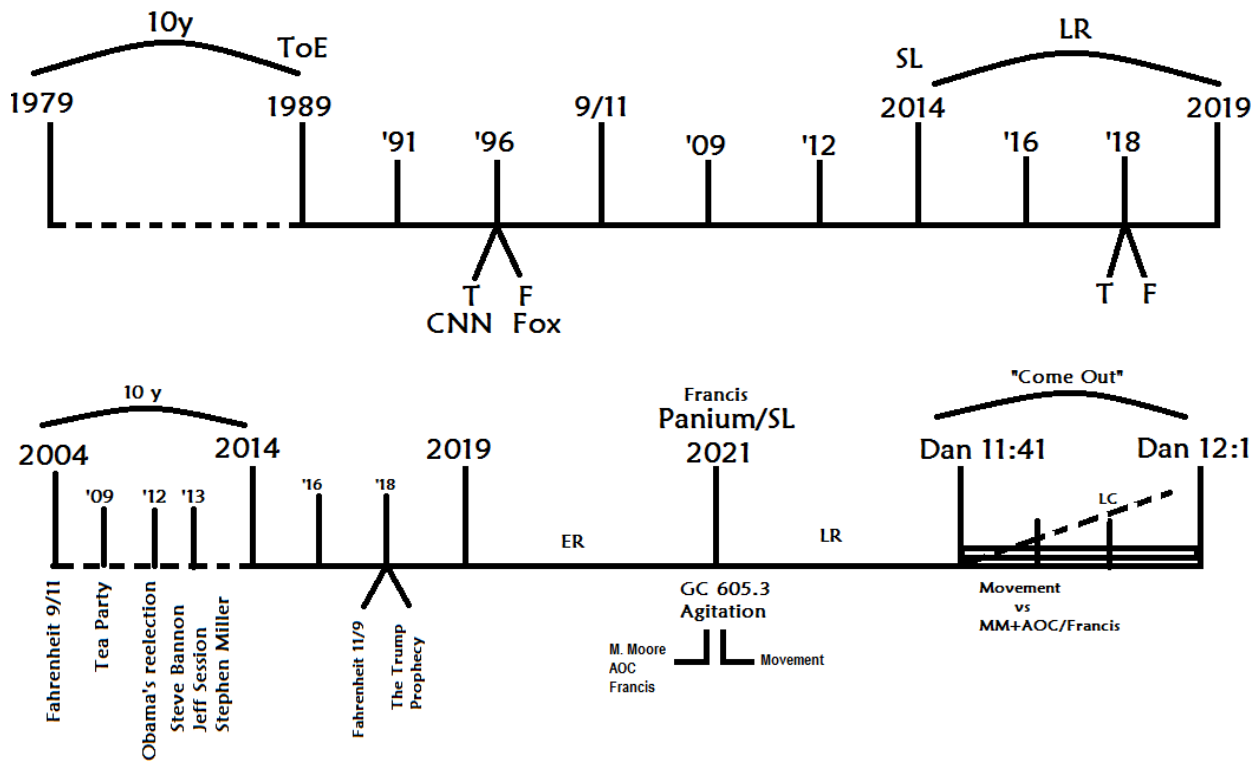 10y
ToE
LR
SL
1979
1989
'91
'96
9/11
'09
'12
2014
'16
'18
2019
T F
CNN Fox
T F
10 y
Francis
Panium/SL
"Come Out"
2004
'09
'12
'13
2014
'16
'18
2019
2021
Dan 11:41
Dan 12:1
LC
ER
LR
Fahrenheit 9/11
Tea Party
Obama's reelection
Steve Bannon
Jeff Session
Stephen Miller
Fahrenheit 11/9
The Trump
Prophecy
GC 605.3
Agitation
M. Moore
AOC
Francis
Movement
Movement
vs
MM+AOC/Francis